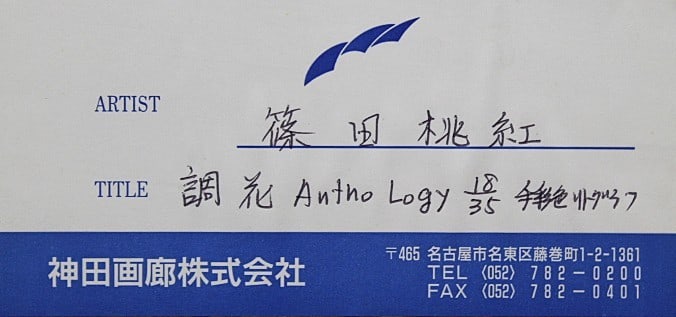 ARTIST 篠田桃紅
TITLE 調花 Anthology 18/35 手彩色リトグラフ
神田画廊株式会社
〒465 名古屋市名東区藤巻町1-2-1361
TEL 〈052〉 782-0200
FAX 〈052〉 782-0401